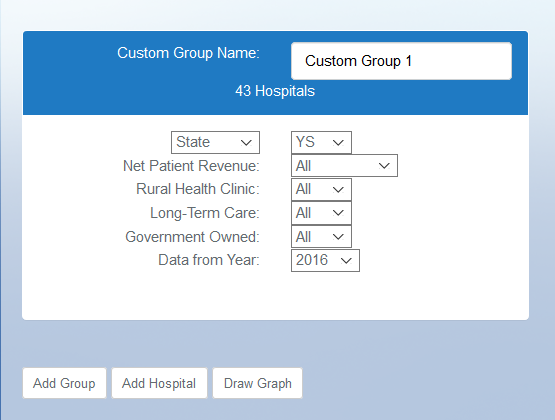 Custom Group Name: Custom Group 1
43 Hospitals
State YS
Net Patient Revenue: All
Rural Health Clinic: All
Long-Term Care: All
Government Owned: All
Data from Year: 2016
Add Group Add Hospital Draw Graph